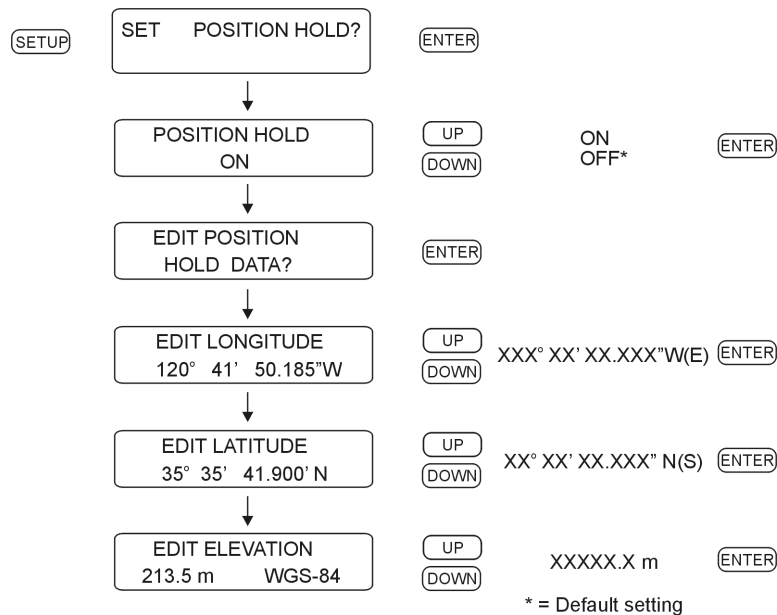 SETUP
SET POSITION HOLD?
ENTER
POSITION HOLD
ON
UP
DOWN
ON
OFF*
ENTER
EDIT POSITION
HOLD DATA?
ENTER
EDIT LONGITUDE
120° 41’ 50.185”W
UP
DOWN
XXX° XX’ XX.XXX”W(E)
ENTER
EDIT LATITUDE
35° 35’ 41.900’ N
UP
DOWN
XX° XX’ XX.XXX” N(S)
ENTER
EDIT ELEVATION
213.5 m WGS-84
UP
DOWN
XXXXX.X m
ENTER
* = Default setting